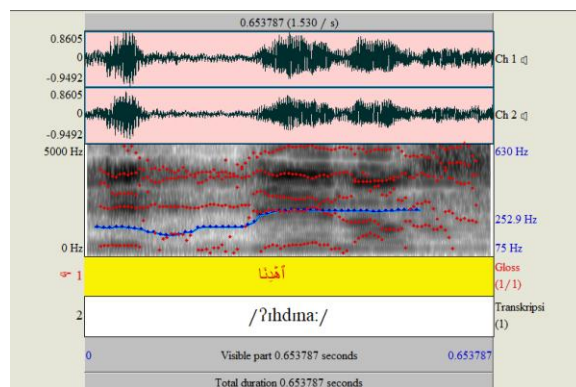 0.653787 (1.530 / s)
0.8605
0
-0.9492
Ch 1
0.8605
0
-0.9492
Ch 2
5000 Hz
630 Hz
252.9 Hz
0 Hz
75 Hz
1
ٱهْدِنَا
Gloss
(1/1)
2
/ʔɪhdɪna:/
Transkripsi
(1)
0
Visible part 0.653787 seconds
0.653787
Total duration 0.653787 seconds